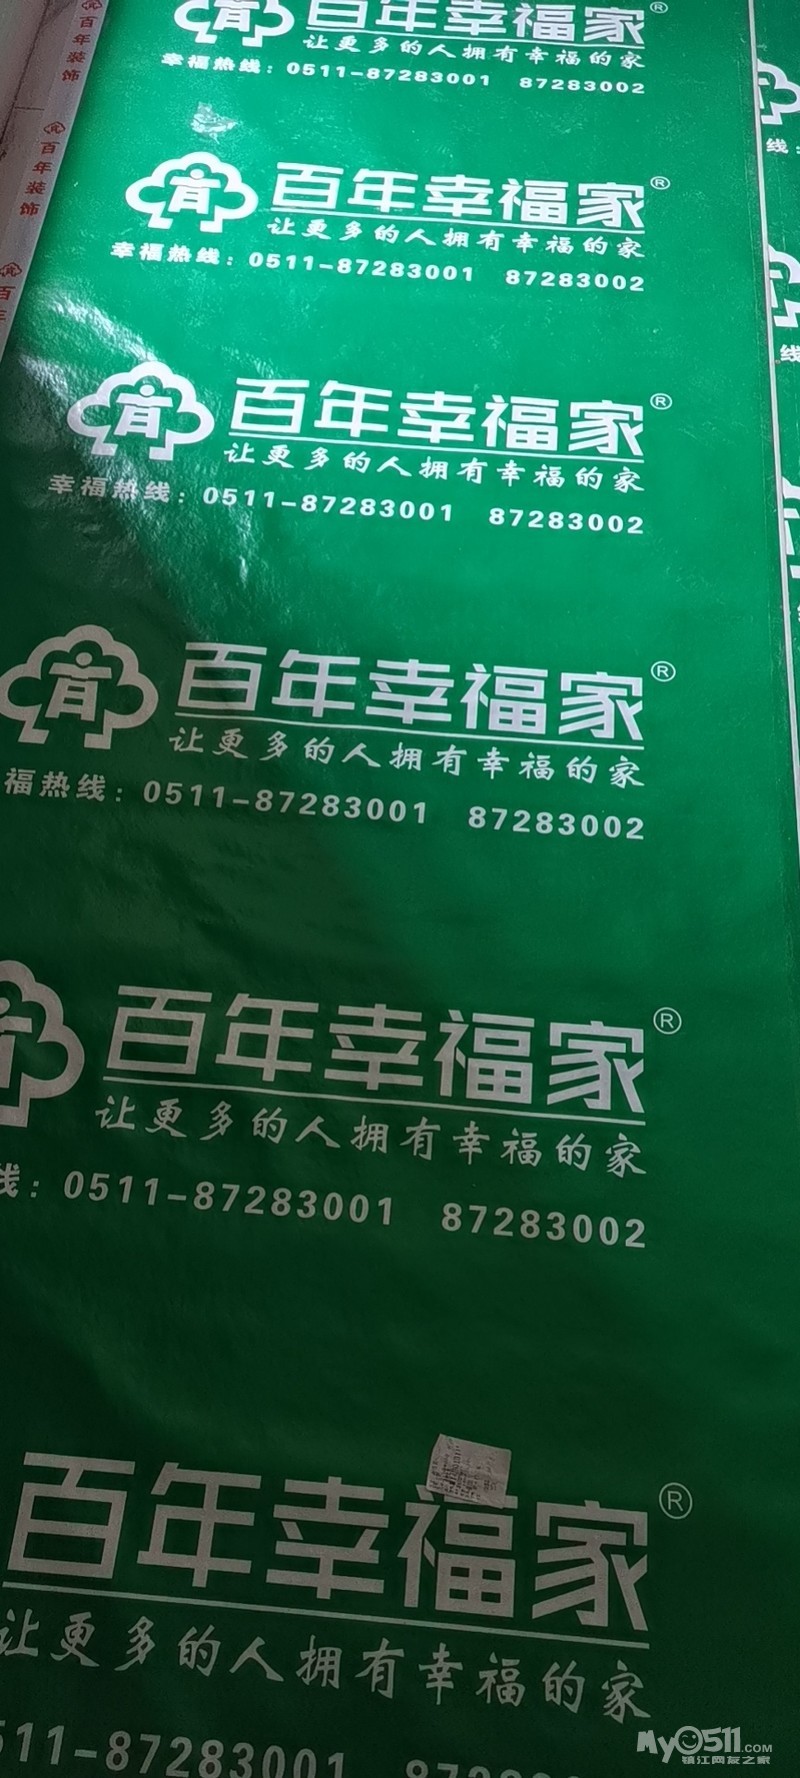 百年装饰
百年装饰
百年
百年幸福家®
让更多的人拥有幸福的家
幸福热线：0511-87283001 87283002
线：
百年幸福家®
让更多的人拥有幸福的家
幸福热线：0511-87283001 87283002
线
百年幸福家®
让更多的人拥有幸福的家
幸福热线：0511-87283001 87283002
百年幸福家®
让更多的人拥有幸福的家
福热线：0511-87283001 87283002
百年幸福家®
让更多的人拥有幸福的家
线：0511-87283001 87283002
百年幸福家®
让更多的人拥有幸福的家
511-87283001 87283002
My0511.COM
镇江网友之家